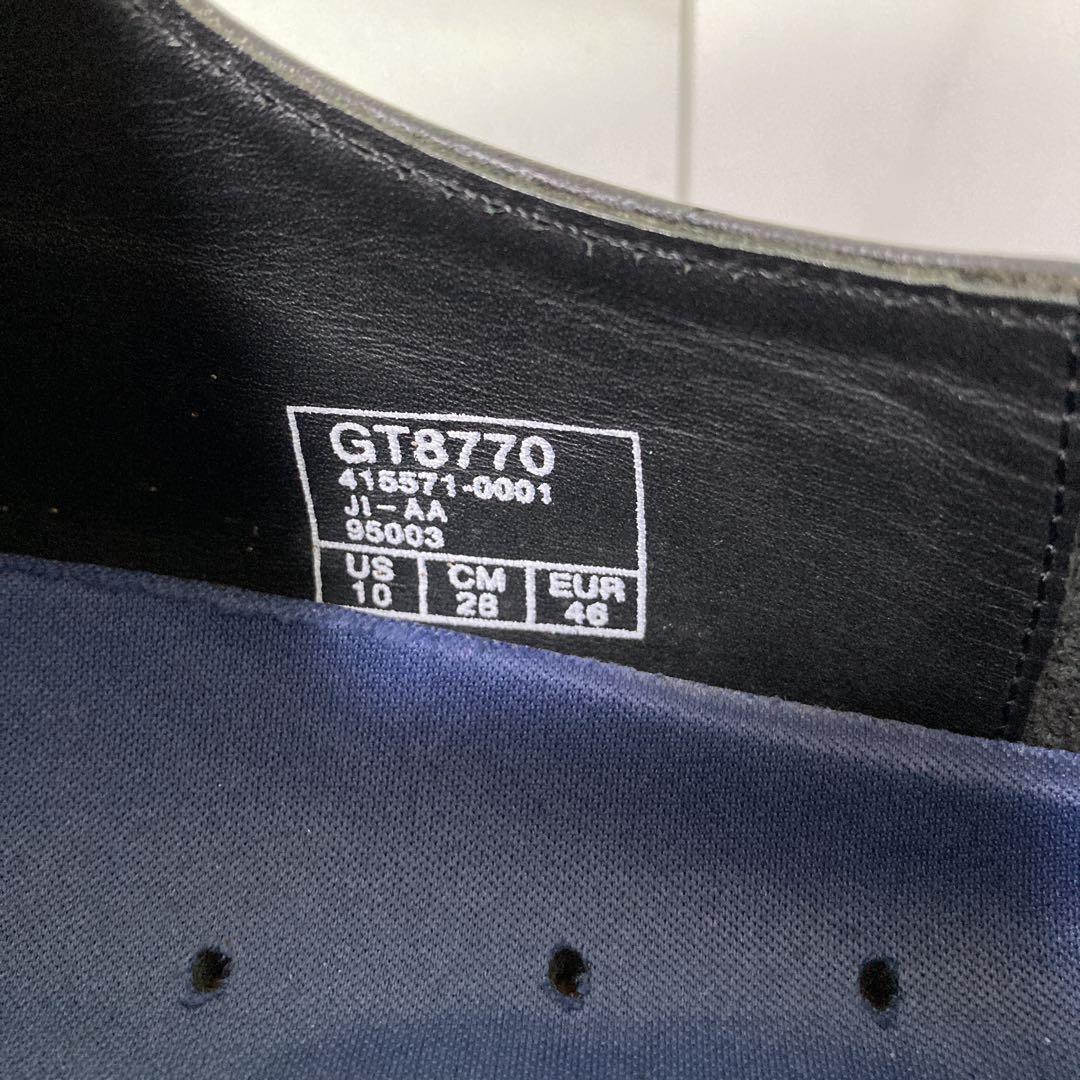 GT8770
415571-0001
JI-AA
95003
US CM EUR
10 28 46